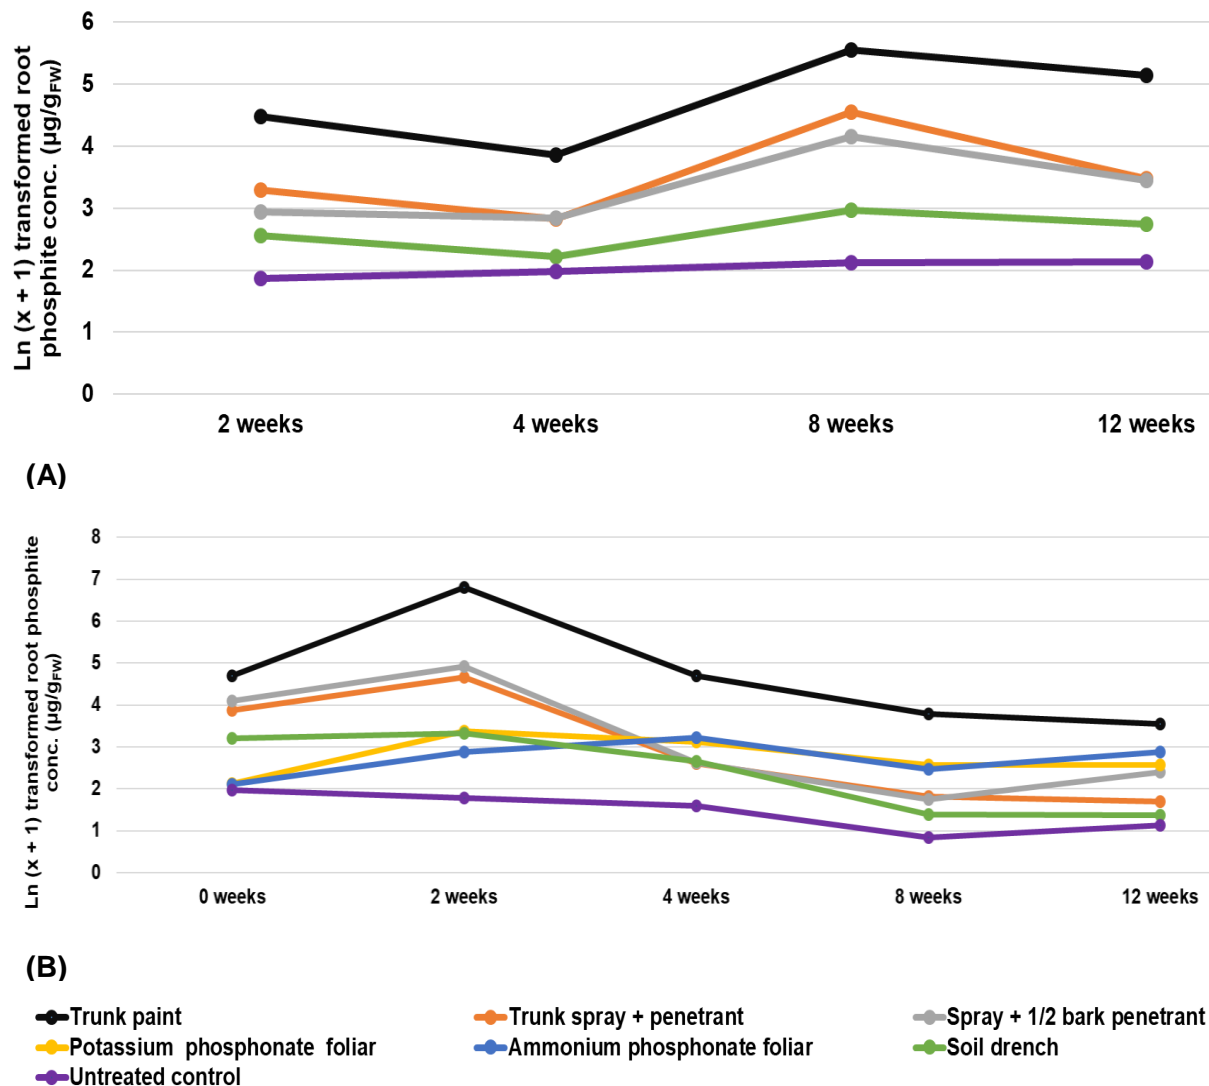 Ln (x + 1) transformed root
phosphite conc. (µg/gFW)
6
5
4
3
2
1
0
2 weeks 4 weeks 8 weeks 12 weeks
(A)
Ln (x + 1) transformed root phosphite
conc. (µg/gFW)
8
7
6
5
4
3
2
1
0
0 weeks 2 weeks 4 weeks 8 weeks 12 weeks
(B)
Trunk paint Trunk spray + penetrant Spray + 1/2 bark penetrant
Potassium phosphonate foliar Ammonium phosphonate foliar Soil drench
Untreated control